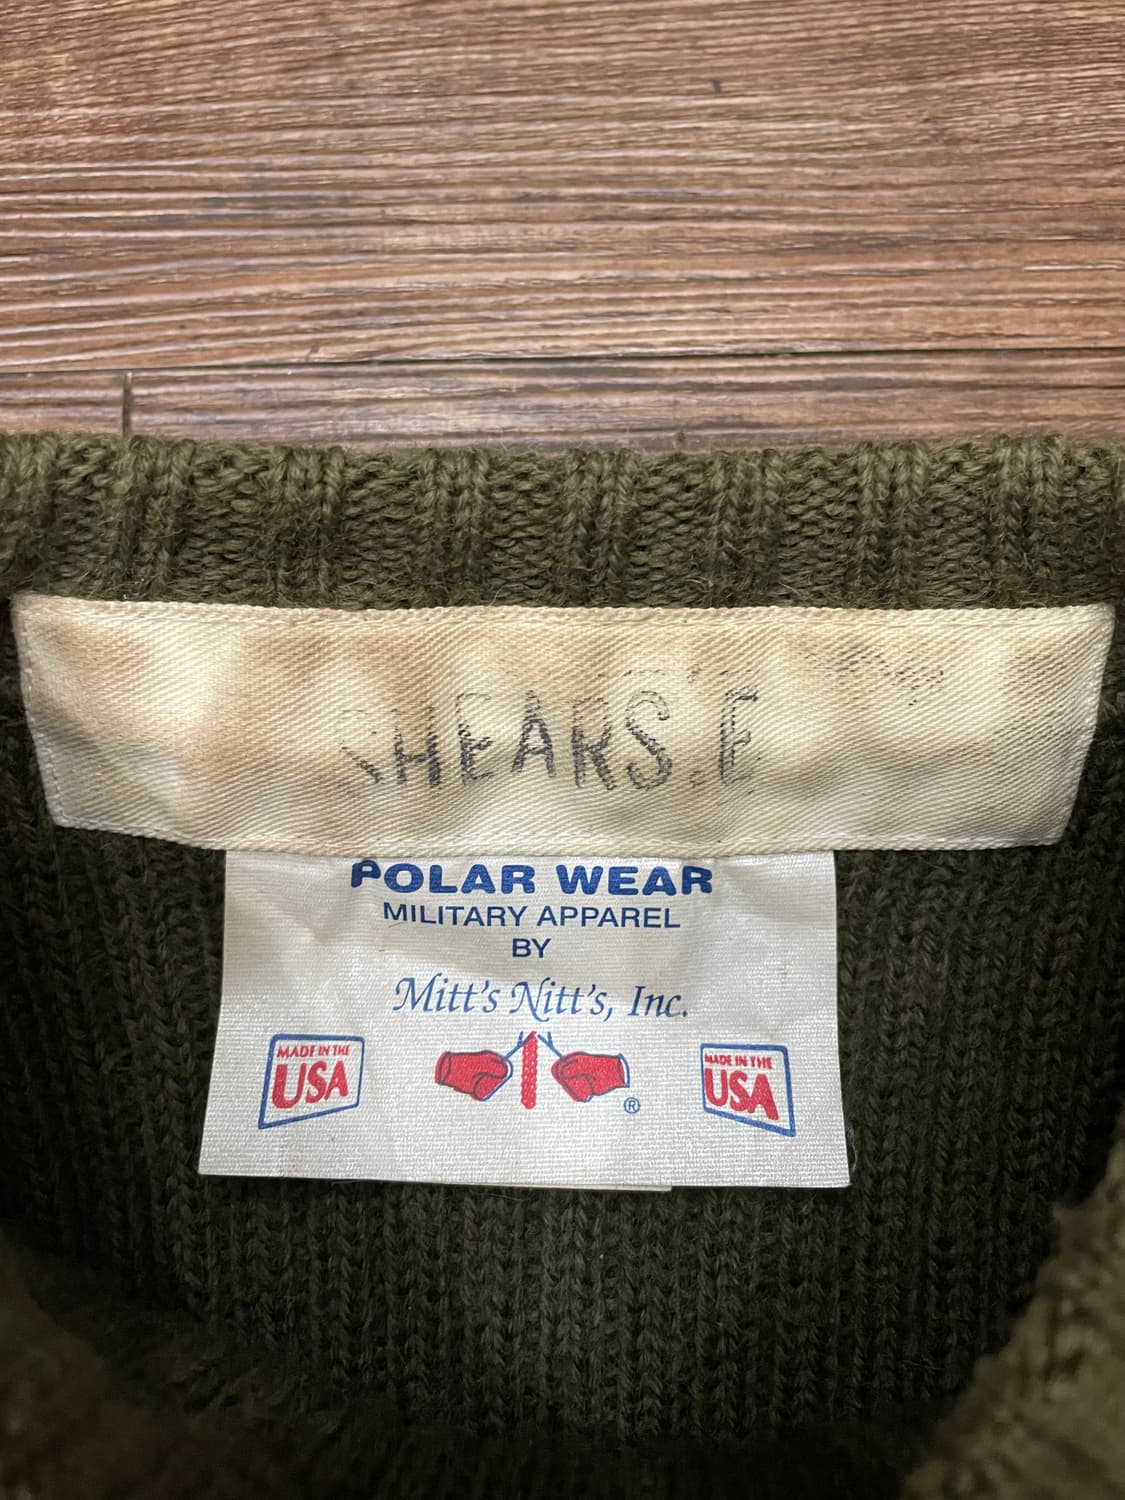 SHEARS.E
POLAR WEAR
MILITARY APPAREL
BY
Mitt's Nitt's, Inc.
MADE IN THE
USA
®
MADE IN THE
USA